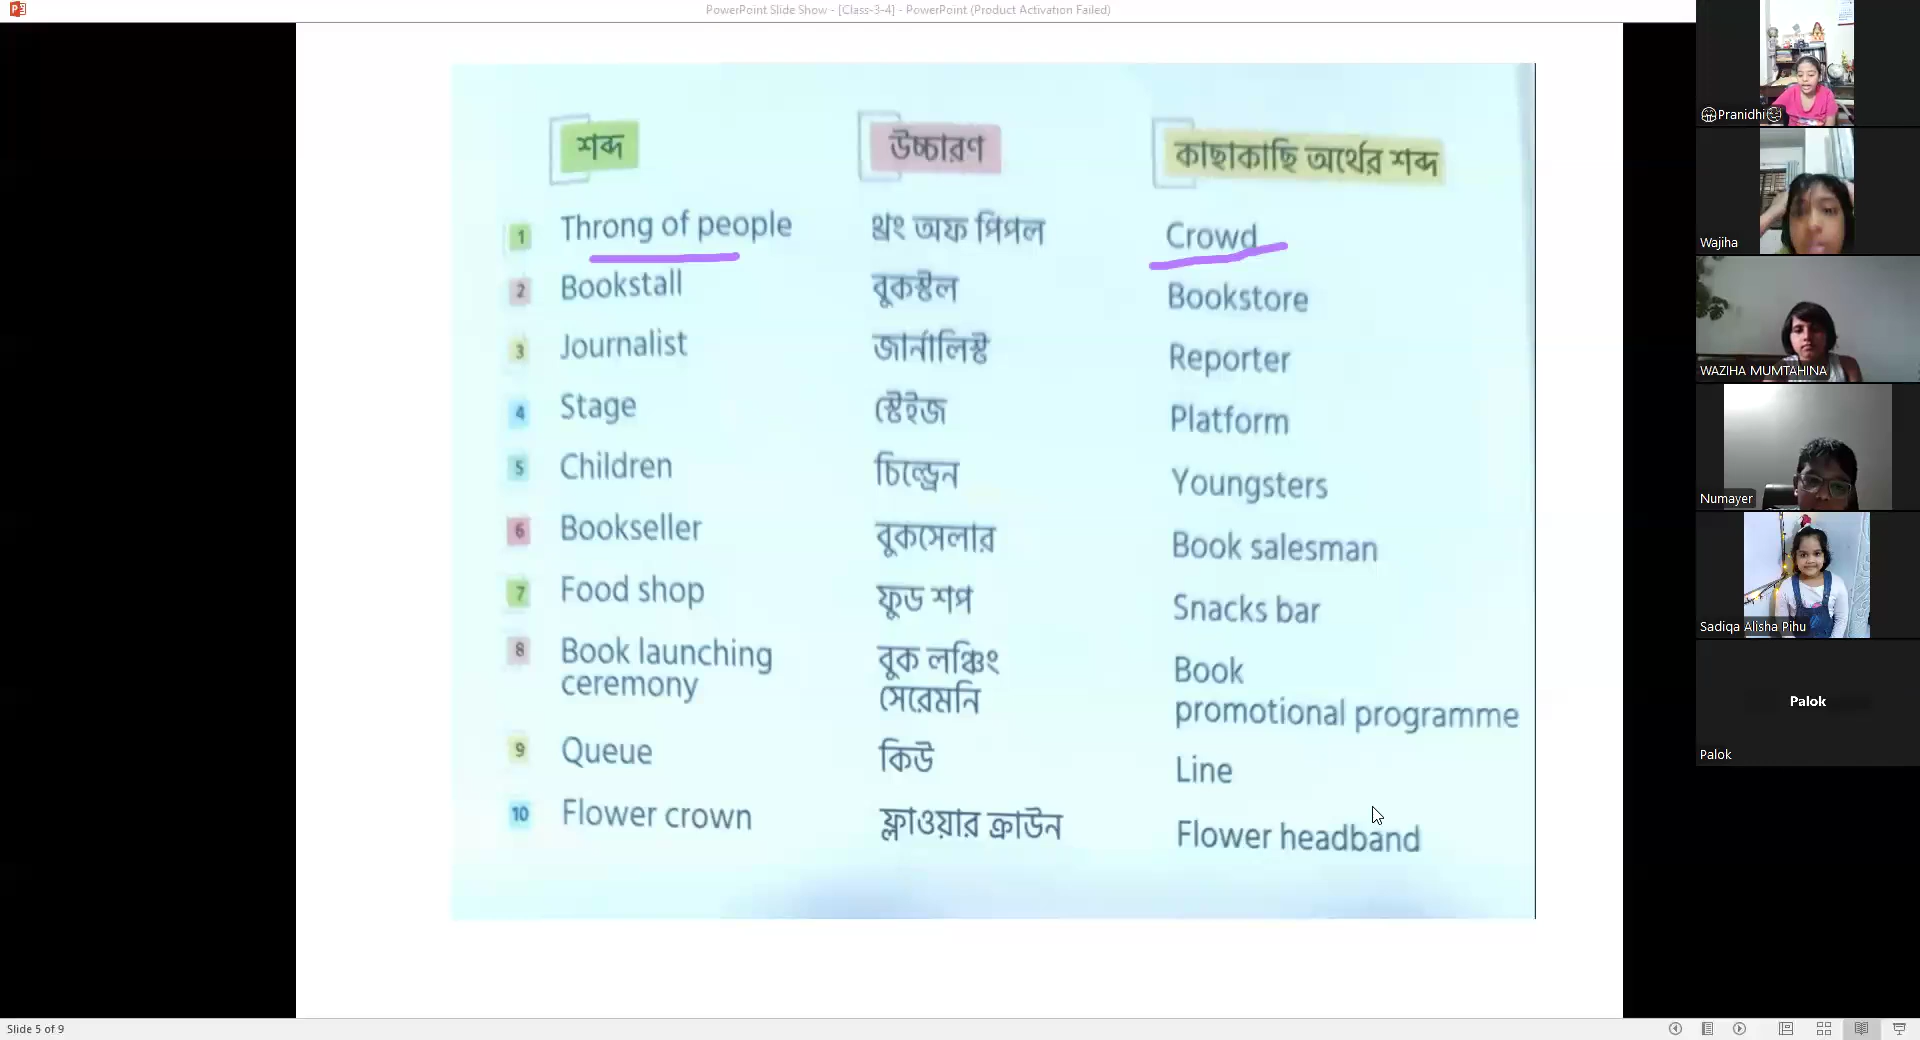 PowerPoint Slide Show - [Class-3-4] - PowerPoint (Product Activation Failed)
শব্দ উচ্চারণ কাছাকাছি অর্থের শব্দ
1 Throng of people থ্রং অফ পিপল Crowd
2 Bookstall বুকস্টল Bookstore
3 Journalist জার্নালিস্ট Reporter
4 Stage স্টেইজ Platform
5 Children চিল্ড্রেন Youngsters
6 Bookseller বুকসেলার Book salesman
7 Food shop ফুড শপ Snacks bar
8 Book launching বুক লঞ্চিং Book
ceremony সেরেমনি promotional programme
9 Queue কিউ Line
10 Flower crown ফ্লাওয়ার ক্রাউন Flower headband
Pranidhi
Wajiha
WAZIHA MUMTAHINA
Numayer
Sadiqa Alisha Pihu
Palok
Palok
Slide 5 of 9